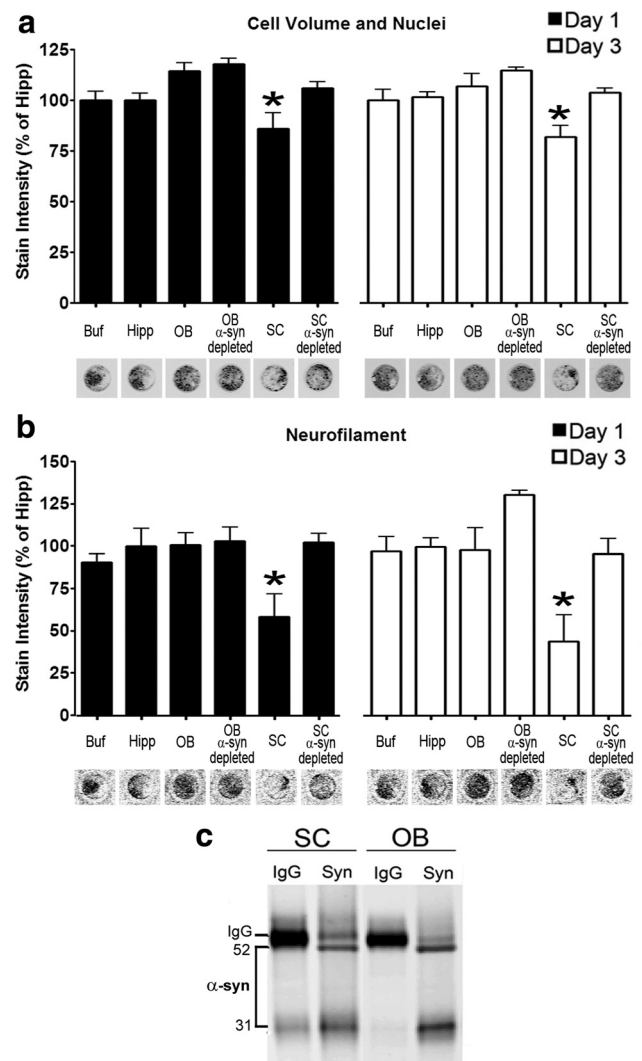 a
Cell Volume and Nuclei
Day 1
Day 3
Stain Intensity (% of Hipp)
125
100
75
50
25
0
Buf Hipp OB OB α-syn depleted SC SC α-syn depleted
Buf Hipp OB OB α-syn depleted SC SC α-syn depleted
*
*
b
Neurofilament
Day 1
Day 3
Stain Intensity (% of Hipp)
150
125
100
75
50
25
0
*
*
Buf Hipp OB OB α-syn depleted SC SC α-syn depleted
Buf Hipp OB OB α-syn depleted SC SC α-syn depleted
c
SC OB
IgG Syn IgG Syn
IgG
52
α-syn
31